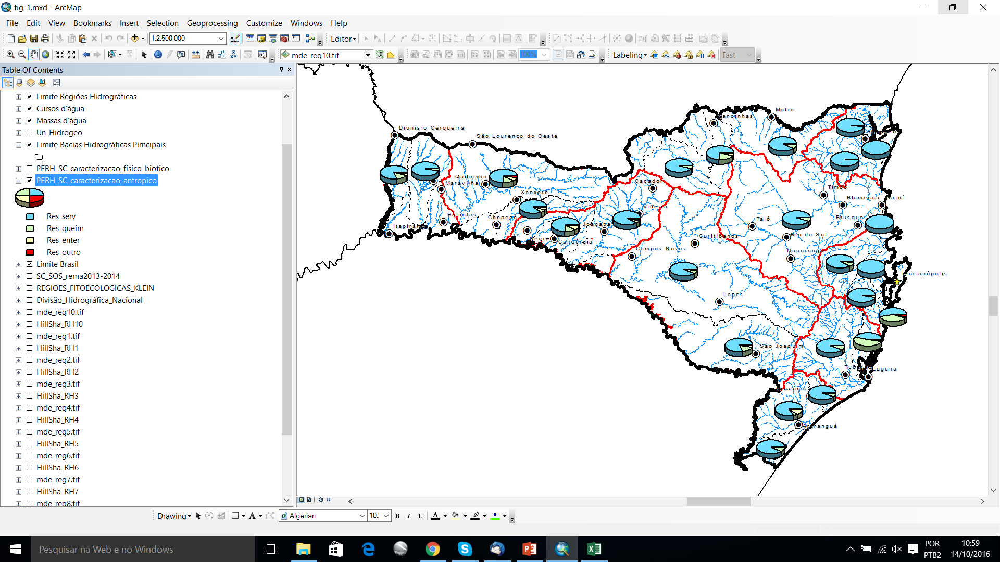 fig_1.mxd - ArcMap
File Edit View Bookmarks Insert Selection Geoprocessing Customize Windows Help
1:2.500.000
Editor
mde_reg10.tif
100%
Labeling
Fast
Table Of Contents
Limite Regiões Hidrográficas
Cursos d'água
Massas d'água
Un_Hidrogeo
Limite Bacias Hidrográficas Pirncipais
PERH_SC_caracterizacao_fisico_biotico
PERH_SC_caracterizacao_antropico
Res_serv
Res_queim
Res_enter
Res_outro
Limite Brasil
SC_SOS_rema2013-2014
REGIOES_FITOECOLOGICAS_KLEIN
Divisão_Hidrográfica_Nacional
mde_reg10.tif
HillSha_RH10
mde_reg1.tif
HillSha_RH1
mde_reg2.tif
HillSha_RH2
mde_reg3.tif
HillSha_RH3
mde_reg4.tif
HillSha_RH4
mde_reg5.tif
HillSha_RH5
mde_reg6.tif
HillSha_RH6
mde_reg7.tif
HillSha_RH7
mde_reg8.tif
Mafra
Dionísio Cerqueira
São Lourenço do Oeste
Quilombo
Maravilha
Caçador
Xanxerê
Timbó
Blumenau
Itajaí
Videira
Palmitos
Chapecó
Brusque
Taió
Joaçaba
Rio do Sul
Curitibanos
Concórdia
Campos Novos
Ituporanga
Florianópolis
Lages
São Joaquim
Laguna
Araranguá
Drawing
Algerian
B I U
A
Pesquisar na Web e no Windows
POR
PTB2
10:59
14/10/2016